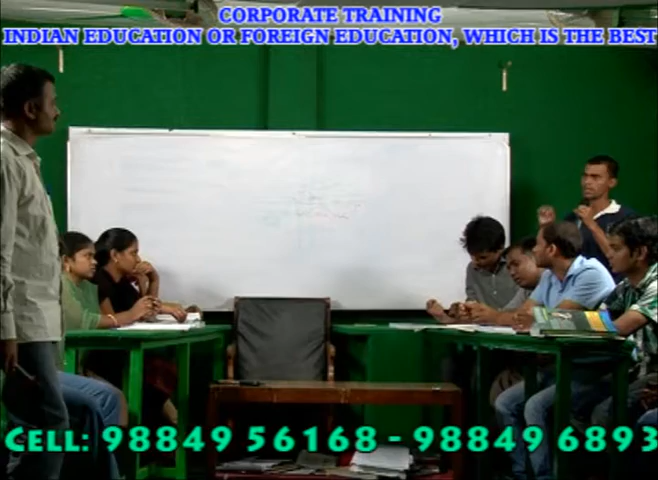 CORPORATE TRAINING
INDIAN EDUCATION OR FOREIGN EDUCATION, WHICH IS THE BEST
CELL: 98849 56168 - 98849 6893